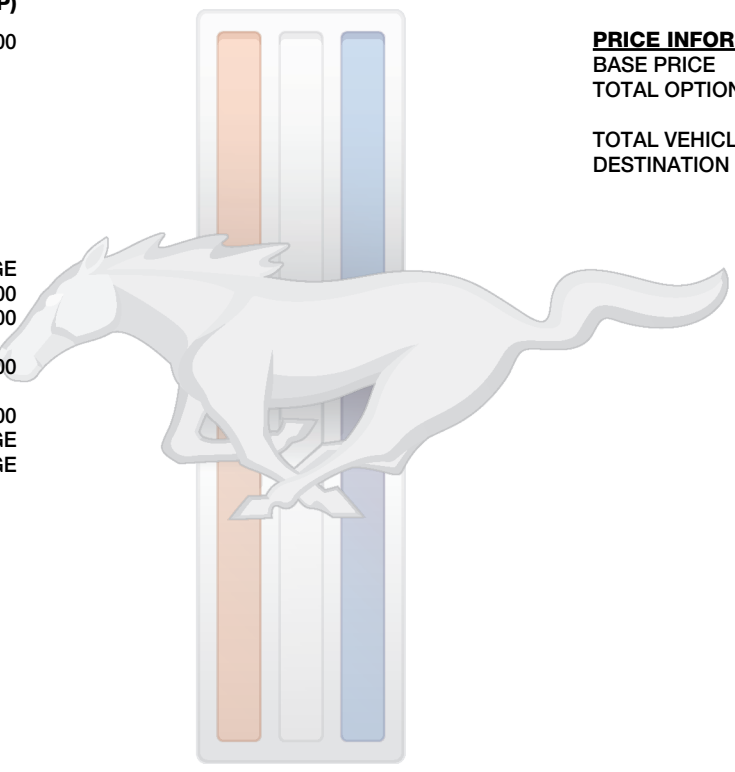 P)
00
GE
00
00
00
00
GE
GE
PRICE INFOR
BASE PRICE
TOTAL OPTION
TOTAL VEHICL
DESTINATION